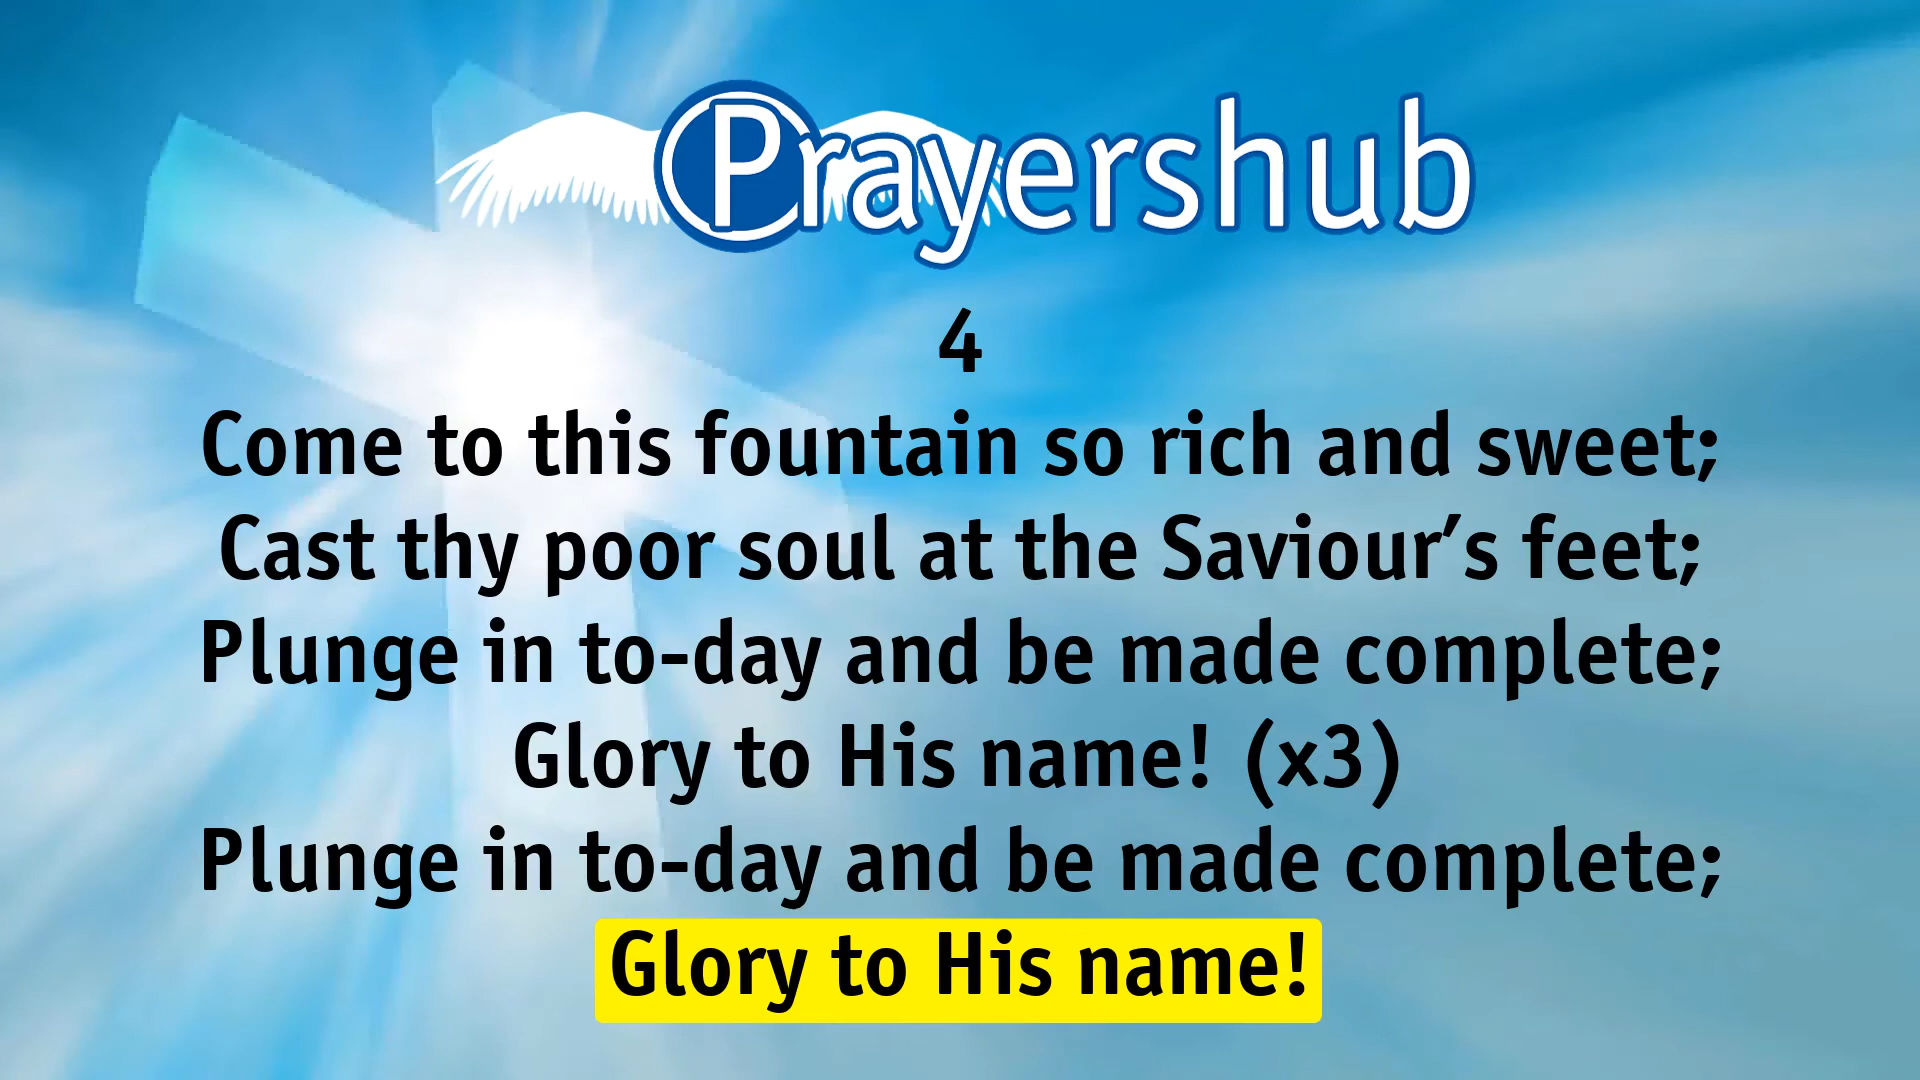 Prayershub
4
Come to this fountain so rich and sweet;
Cast thy poor soul at the Saviour’s feet;
Plunge in to-day and be made complete;
Glory to His name! (x3)
Plunge in to-day and be made complete;
Glory to His name!